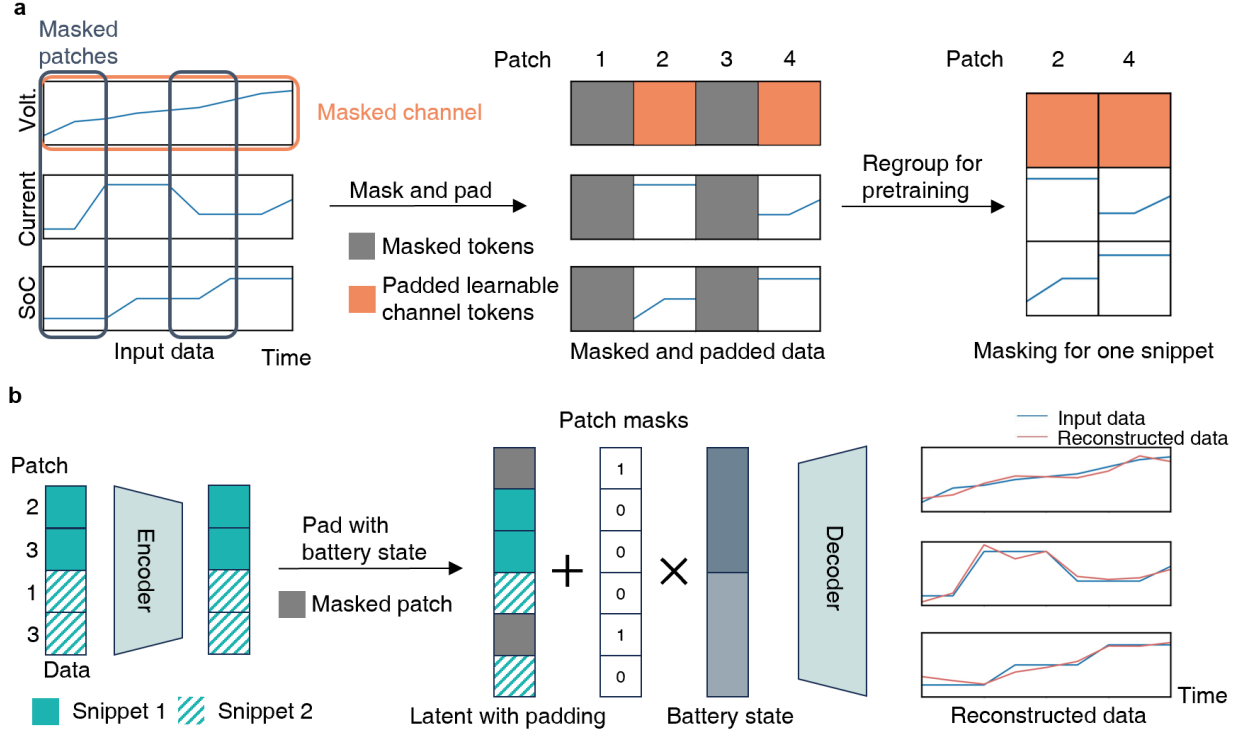 a
Masked
patches
Volt.
Current
SoC
Input data
Time
Masked channel
Mask and pad
Masked tokens
Padded learnable
channel tokens
Patch 1 2 3 4
Masked and padded data
Regroup for
pretraining
Patch 2 4
Masking for one snippet
b
Patch
2
3
1
3
Data
Encoder
Snippet 1
Snippet 2
Pad with
battery state
Masked patch
Patch masks
+
1
0
0
0
1
0
×
Latent with padding
Battery state
Decoder
Input data
Reconstructed data
Time
Reconstructed data